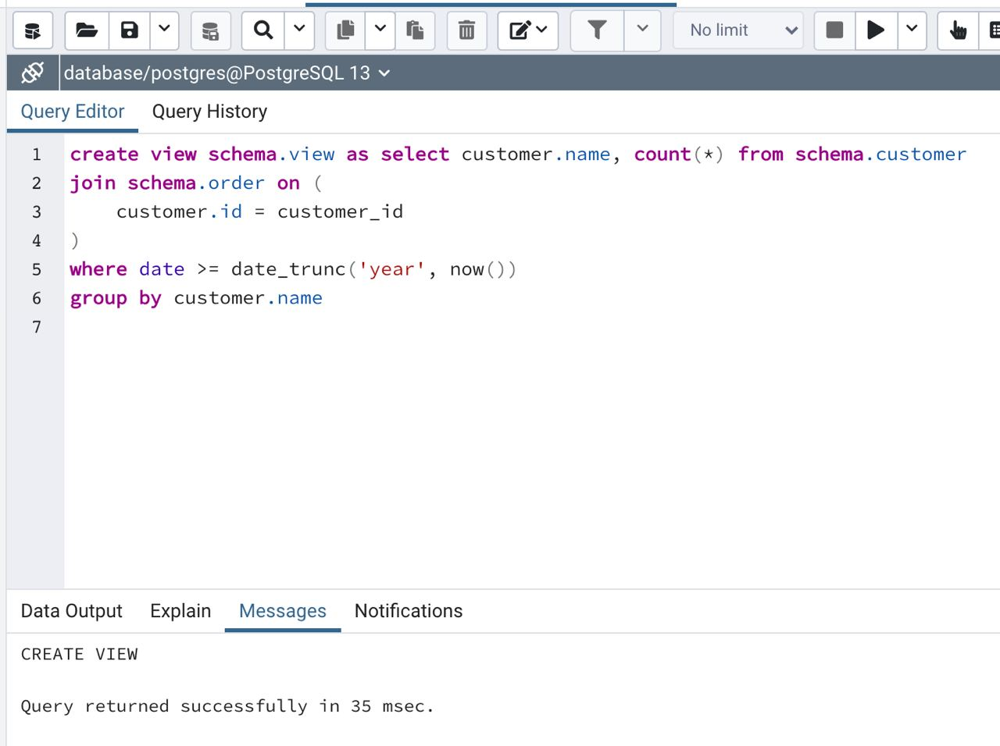 No limit
database/postgres@PostgreSQL 13
Query Editor Query History
1 create view schema.view as select customer.name, count(*) from schema.customer
2 join schema.order on (
3     customer.id = customer_id
4 )
5 where date >= date_trunc('year', now())
6 group by customer.name
7
Data Output Explain Messages Notifications
CREATE VIEW
Query returned successfully in 35 msec.